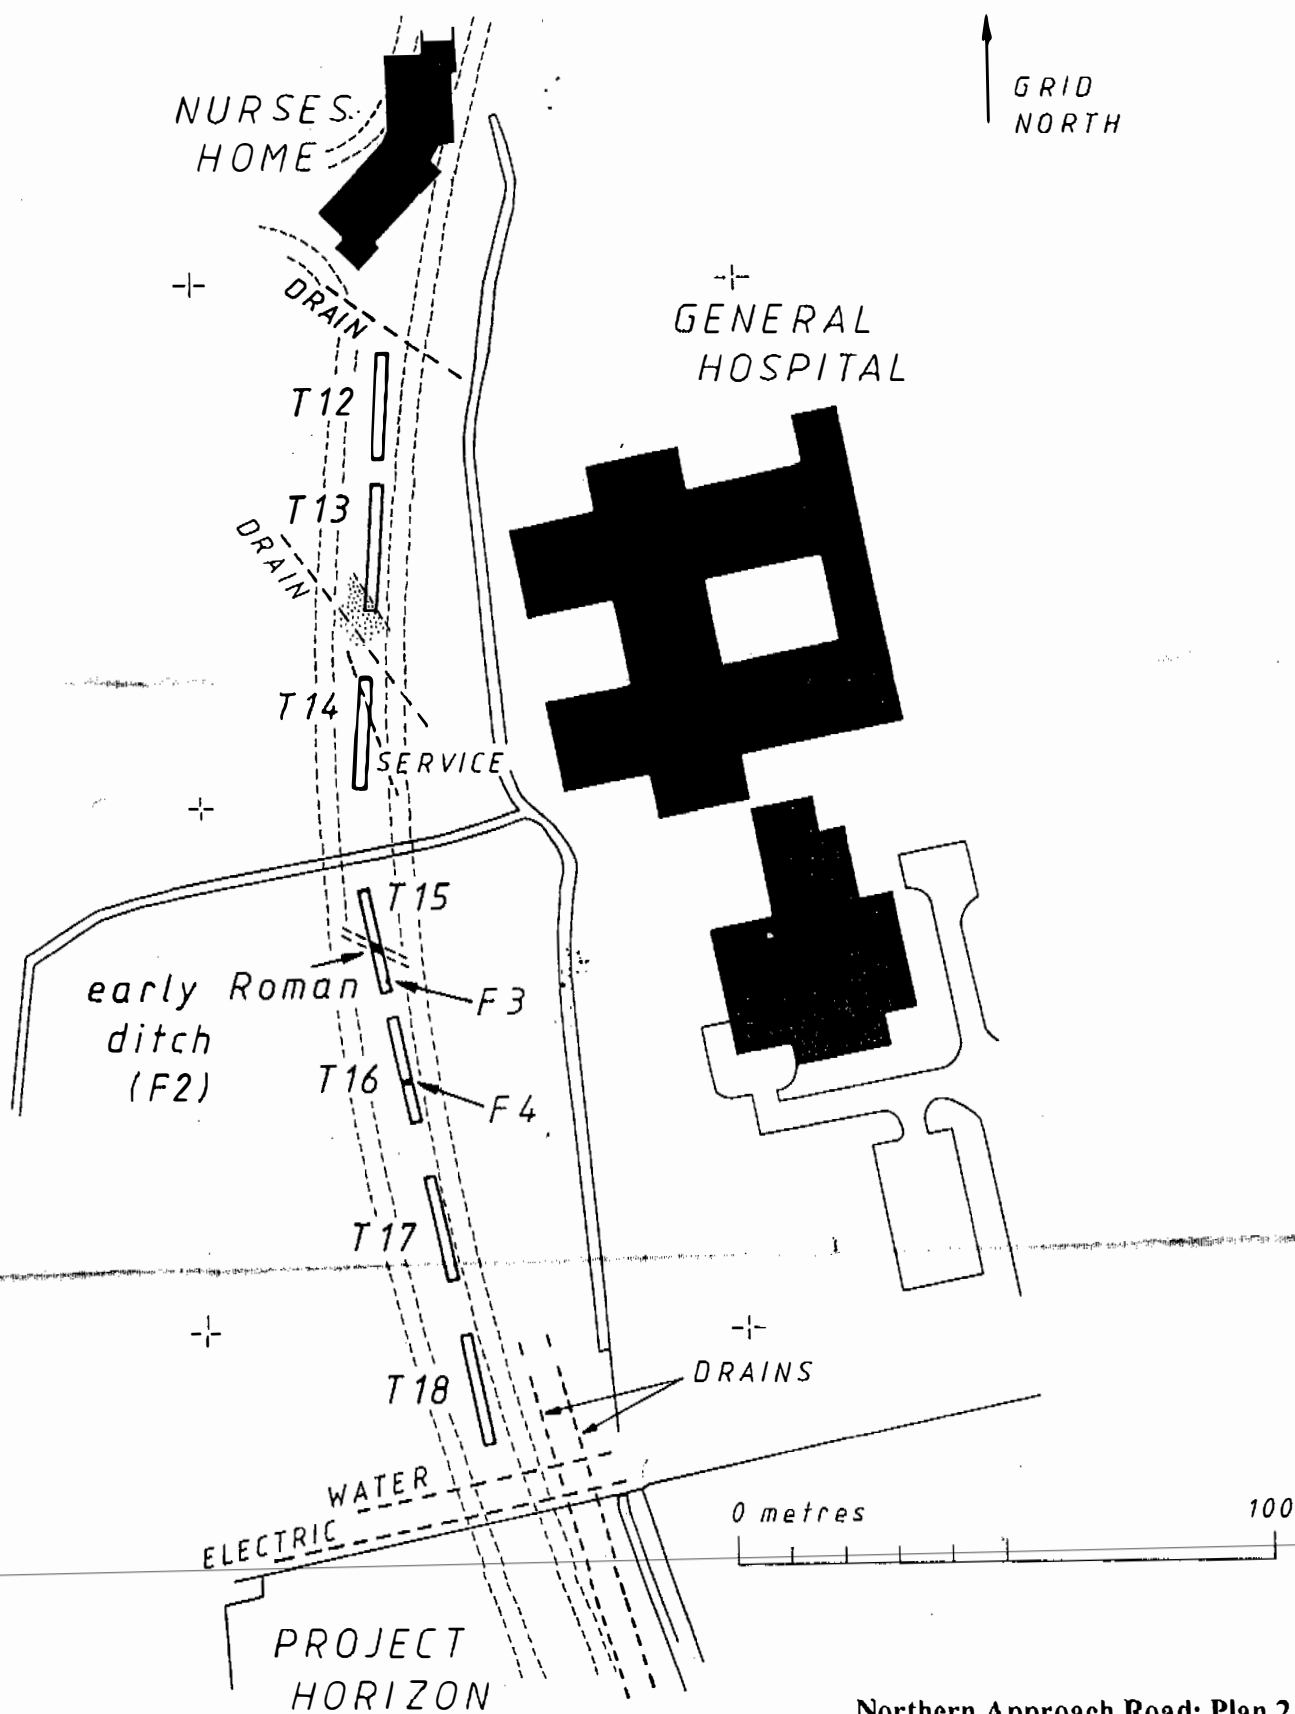 NURSES
HOME
GRID
NORTH
DRAIN
GENERAL
HOSPITAL
T12
T13
DRAIN
T14
SERVICE
T15
early Roman
ditch
(F2)
F3
T16
F4
T17
T18
DRAINS
WATER
ELECTRIC
0 metres 100
PROJECT
HORIZON
Northern Approach Road: Plan 2